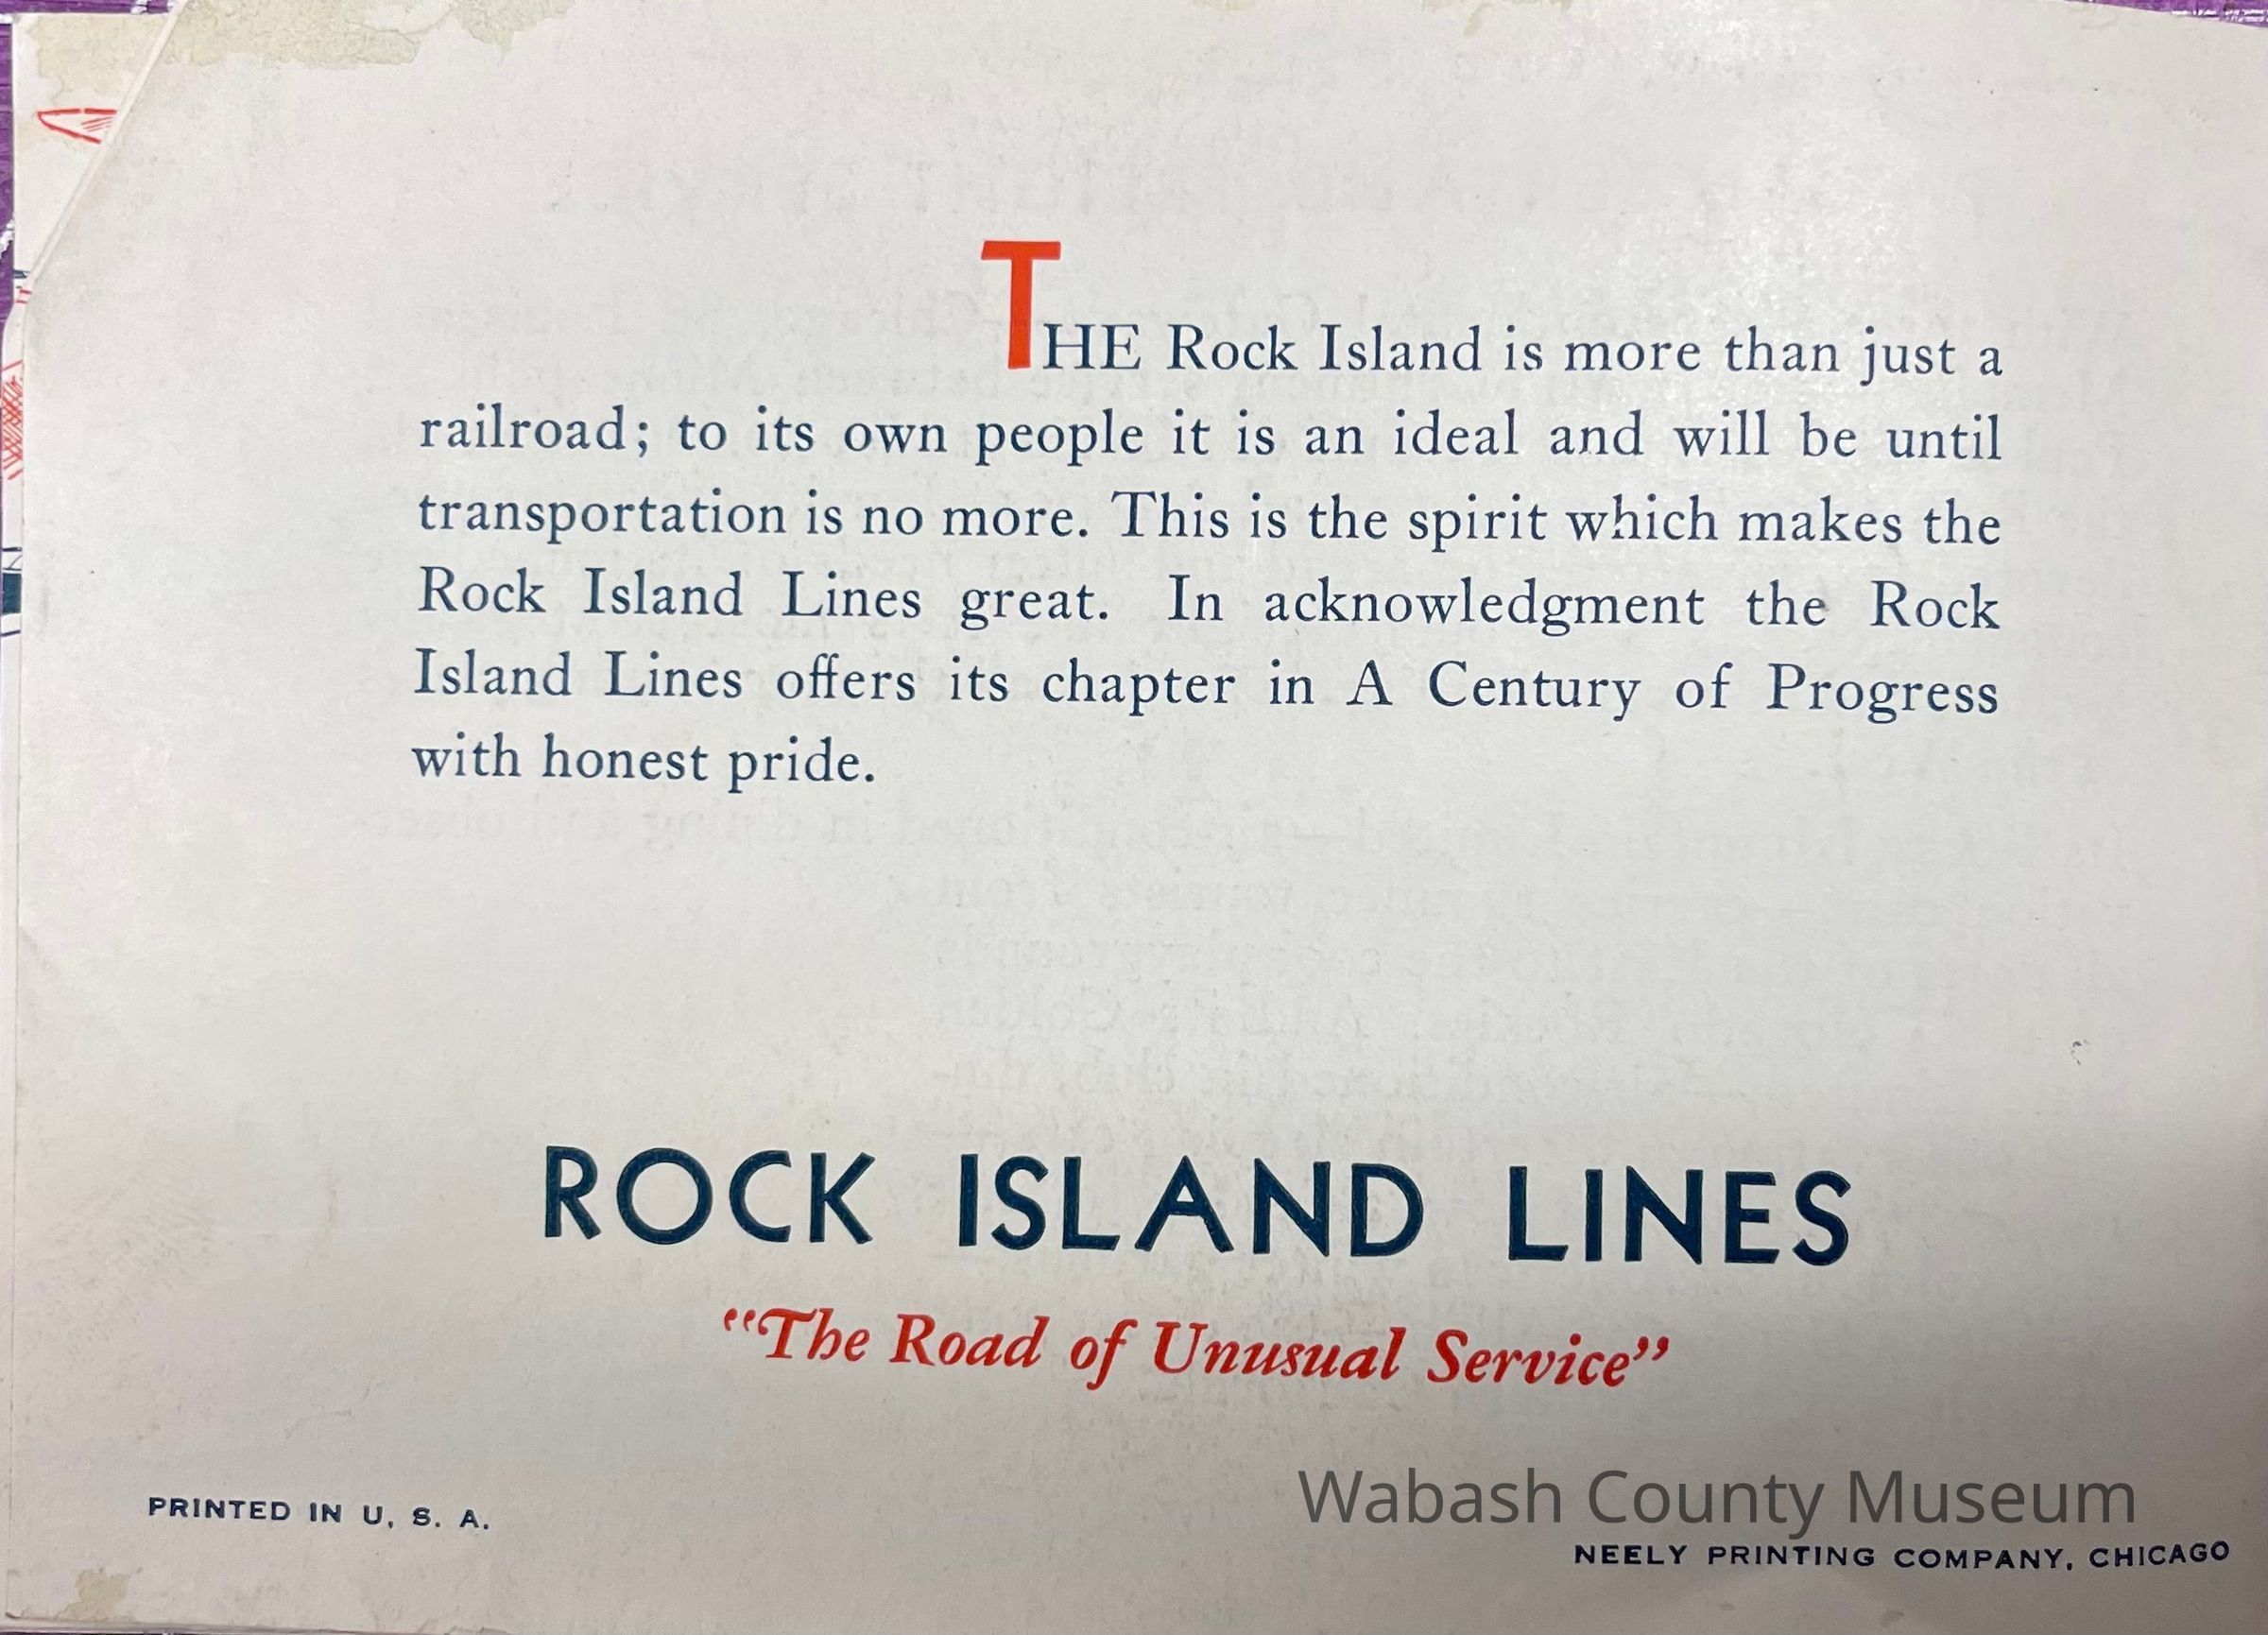 THE Rock Island is more than just a
railroad; to its own people it is an ideal and will be until
transportation is no more. This is the spirit which makes the
Rock Island Lines great. In acknowledgment the Rock
Island Lines offers its chapter in A Century of Progress
with honest pride.
ROCK ISLAND LINES
"The Road of Unusual Service"
PRINTED IN U. S. A.
Wabash County Museum
NEELY PRINTING COMPANY, CHICAGO